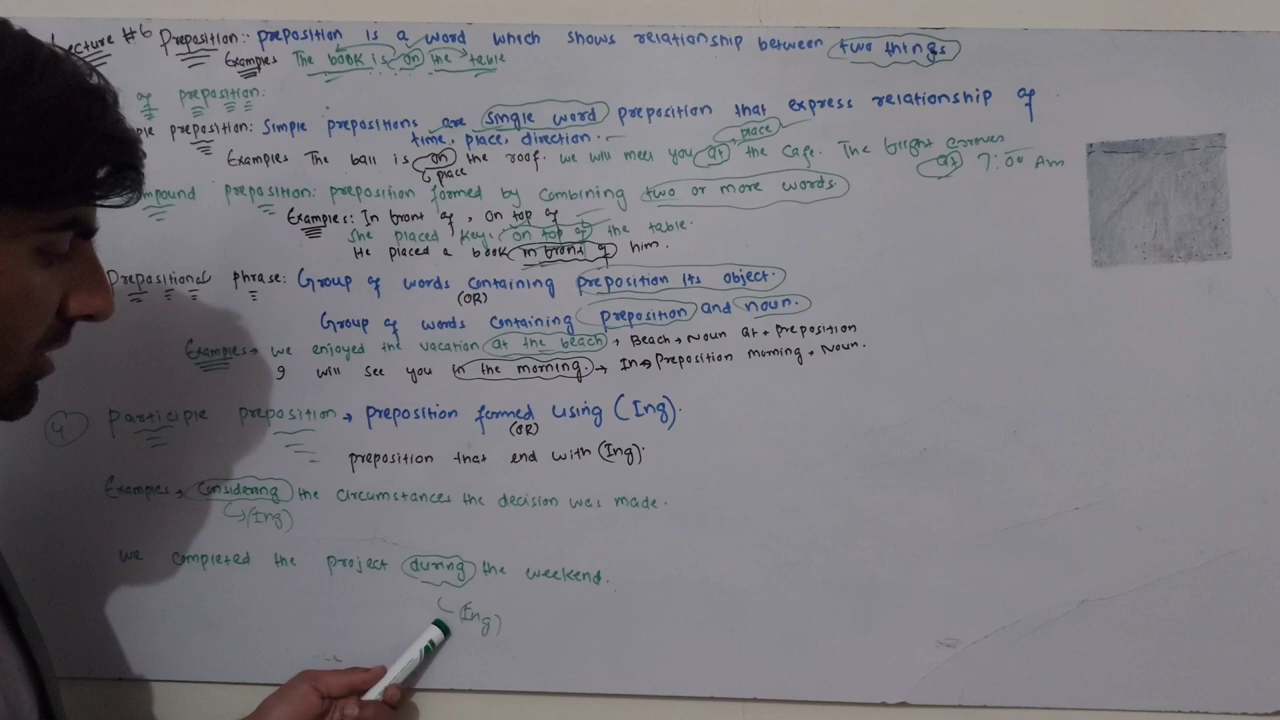 Lecture #6 Preposition:- preposition is a word which shows relationship between two things
Examples The book is on the table
of preposition:
ple preposition: Simple prepositions are single word preposition that express relationship of
time, place, direction.
place
Examples The ball is on the roof. we will meet you at the cafe. The arrives at 7:00 Am
place
mpound preposition: preposition formed by combining two or more words.
Examples: In front of, on top of
She placed keys on top of the table.
He placed a book in front of him.
Prepositional phrase: Group of words containing preposition its object.
(OR)
Group of words containing preposition and noun.
Examples → we enjoyed the vacation at the beach → Beach → Noun at → preposition
I will see you in the morning. → In → Preposition morning → Noun.
4 Participle preposition → preposition formed using (Ing).
(OR)
preposition that end with (Ing).
Examples → Considering the circumstances the decision was made.
(Ing)
we completed the project during the weekend.
(Ing)